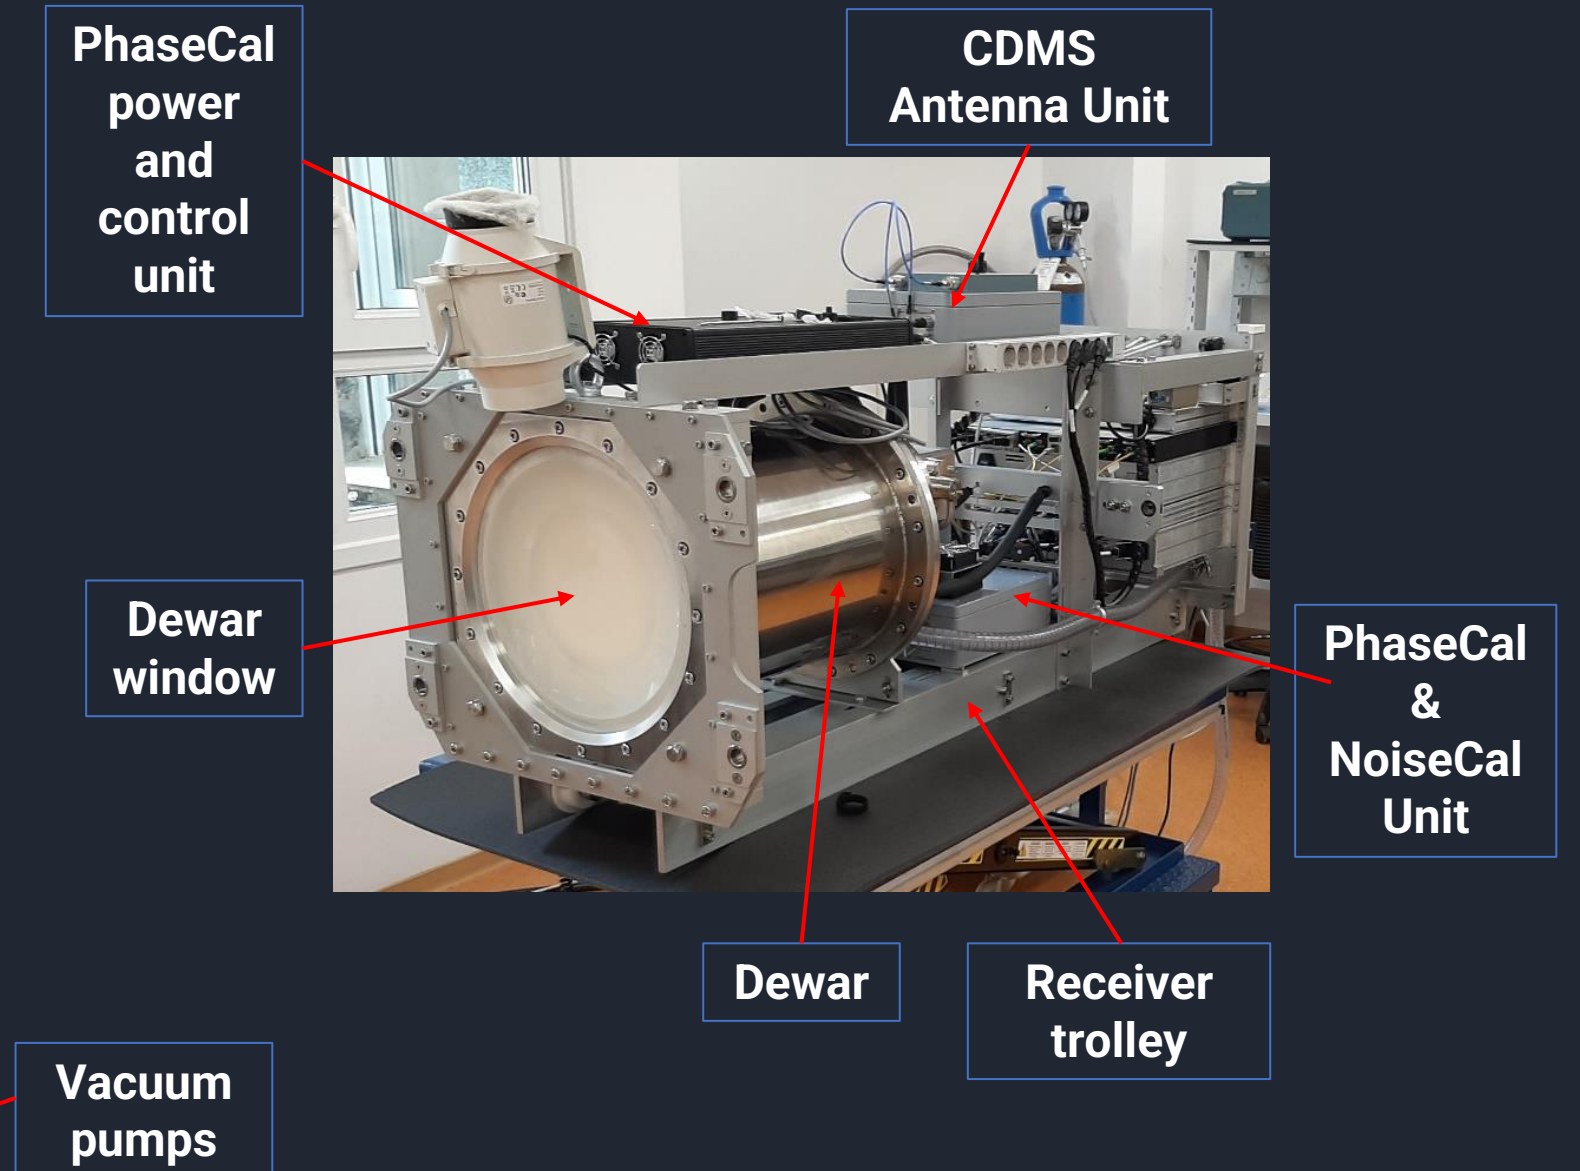 PhaseCal
power
and
control
unit
CDMS
Antenna Unit
Dewar
window
PhaseCal
&
NoiseCal
Unit
Dewar
Receiver
trolley
Vacuum
pumps